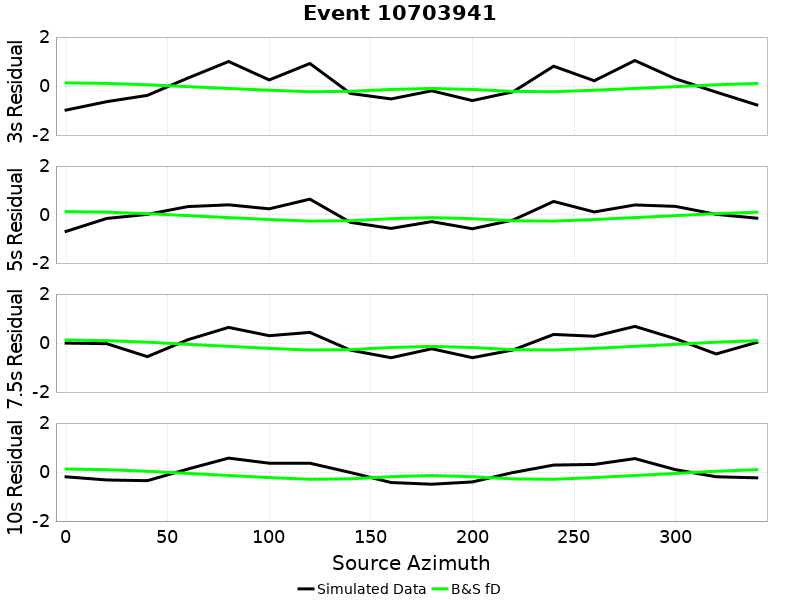 Event 10703941
3s Residual
2
0
-2
5s Residual
2
0
-2
7.5s Residual
2
0
-2
10s Residual
2
0
-2
0 50 100 150 200 250 300
Source Azimuth
Simulated Data B&S fD